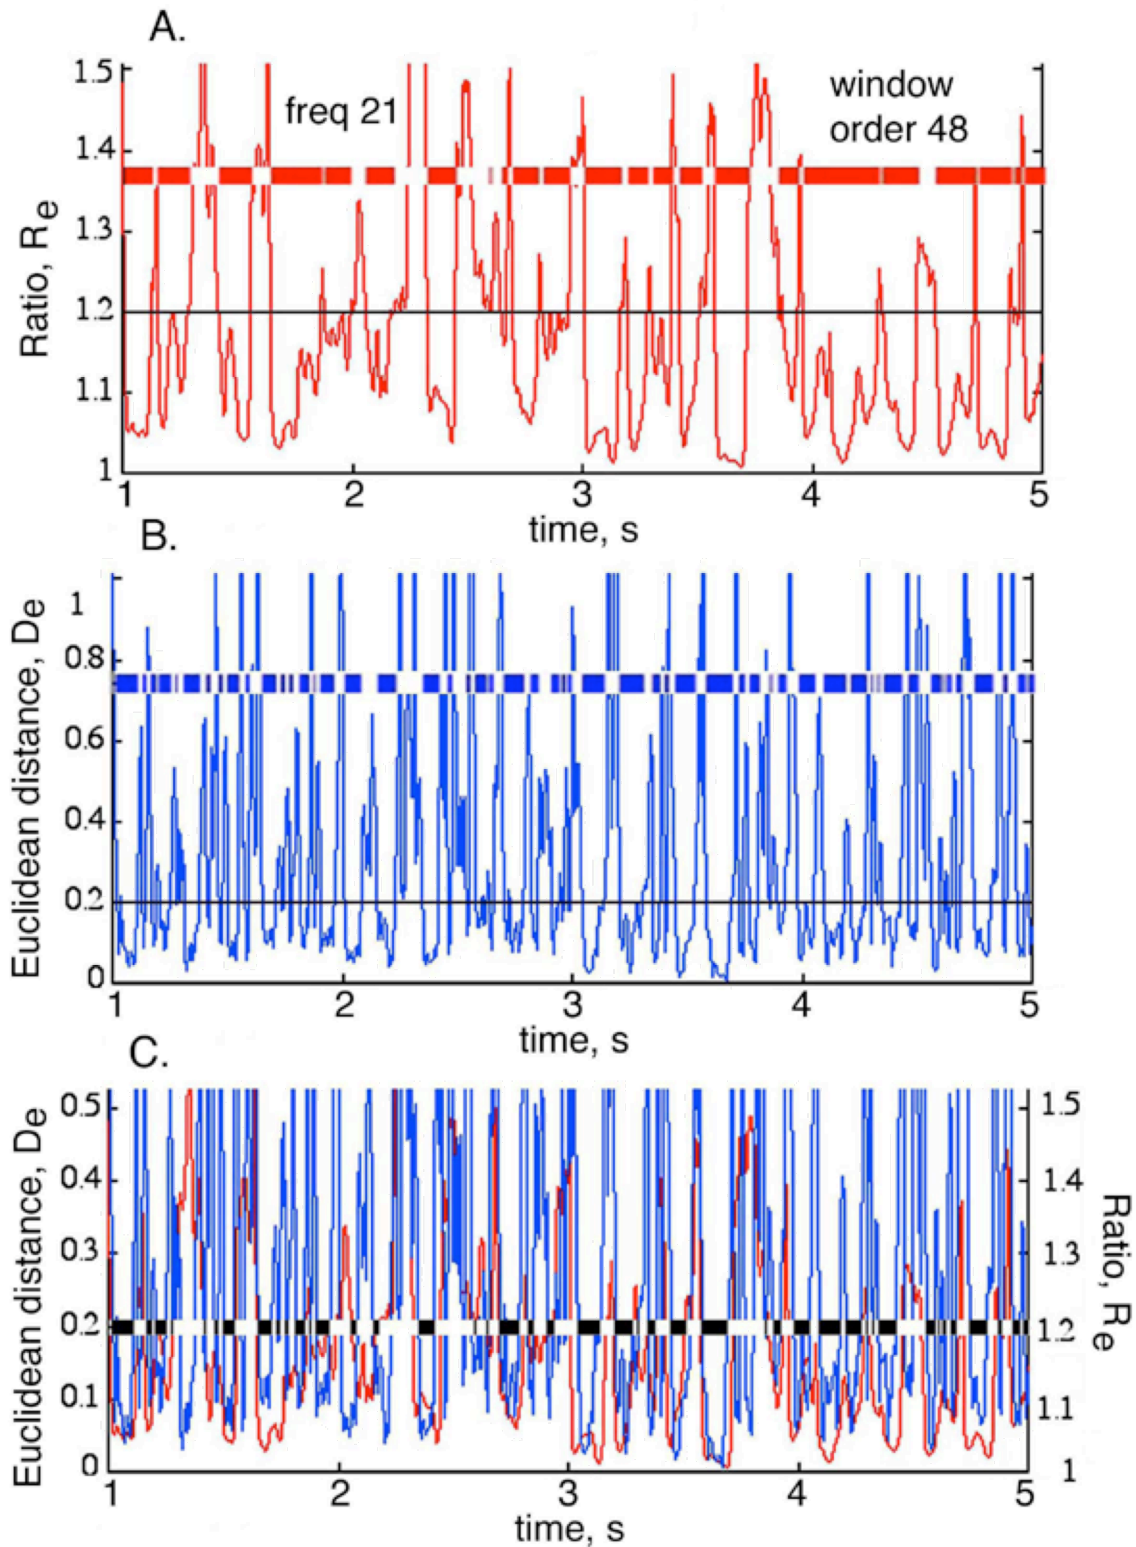 A.
freq 21
window
order 48
Ratio, Re
1.5
1.4
1.3
1.2
1.1
1
1 2 3 4 5
time, s
B.
Euclidean distance, De
1
0.8
0.6
0.4
0.2
0
1 2 3 4 5
time, s
C.
Euclidean distance, De
0.5
0.4
0.3
0.2
0.1
0
1.5
1.4
1.3
1.2
1.1
1
Ratio, Re
1 2 3 4 5
time, s